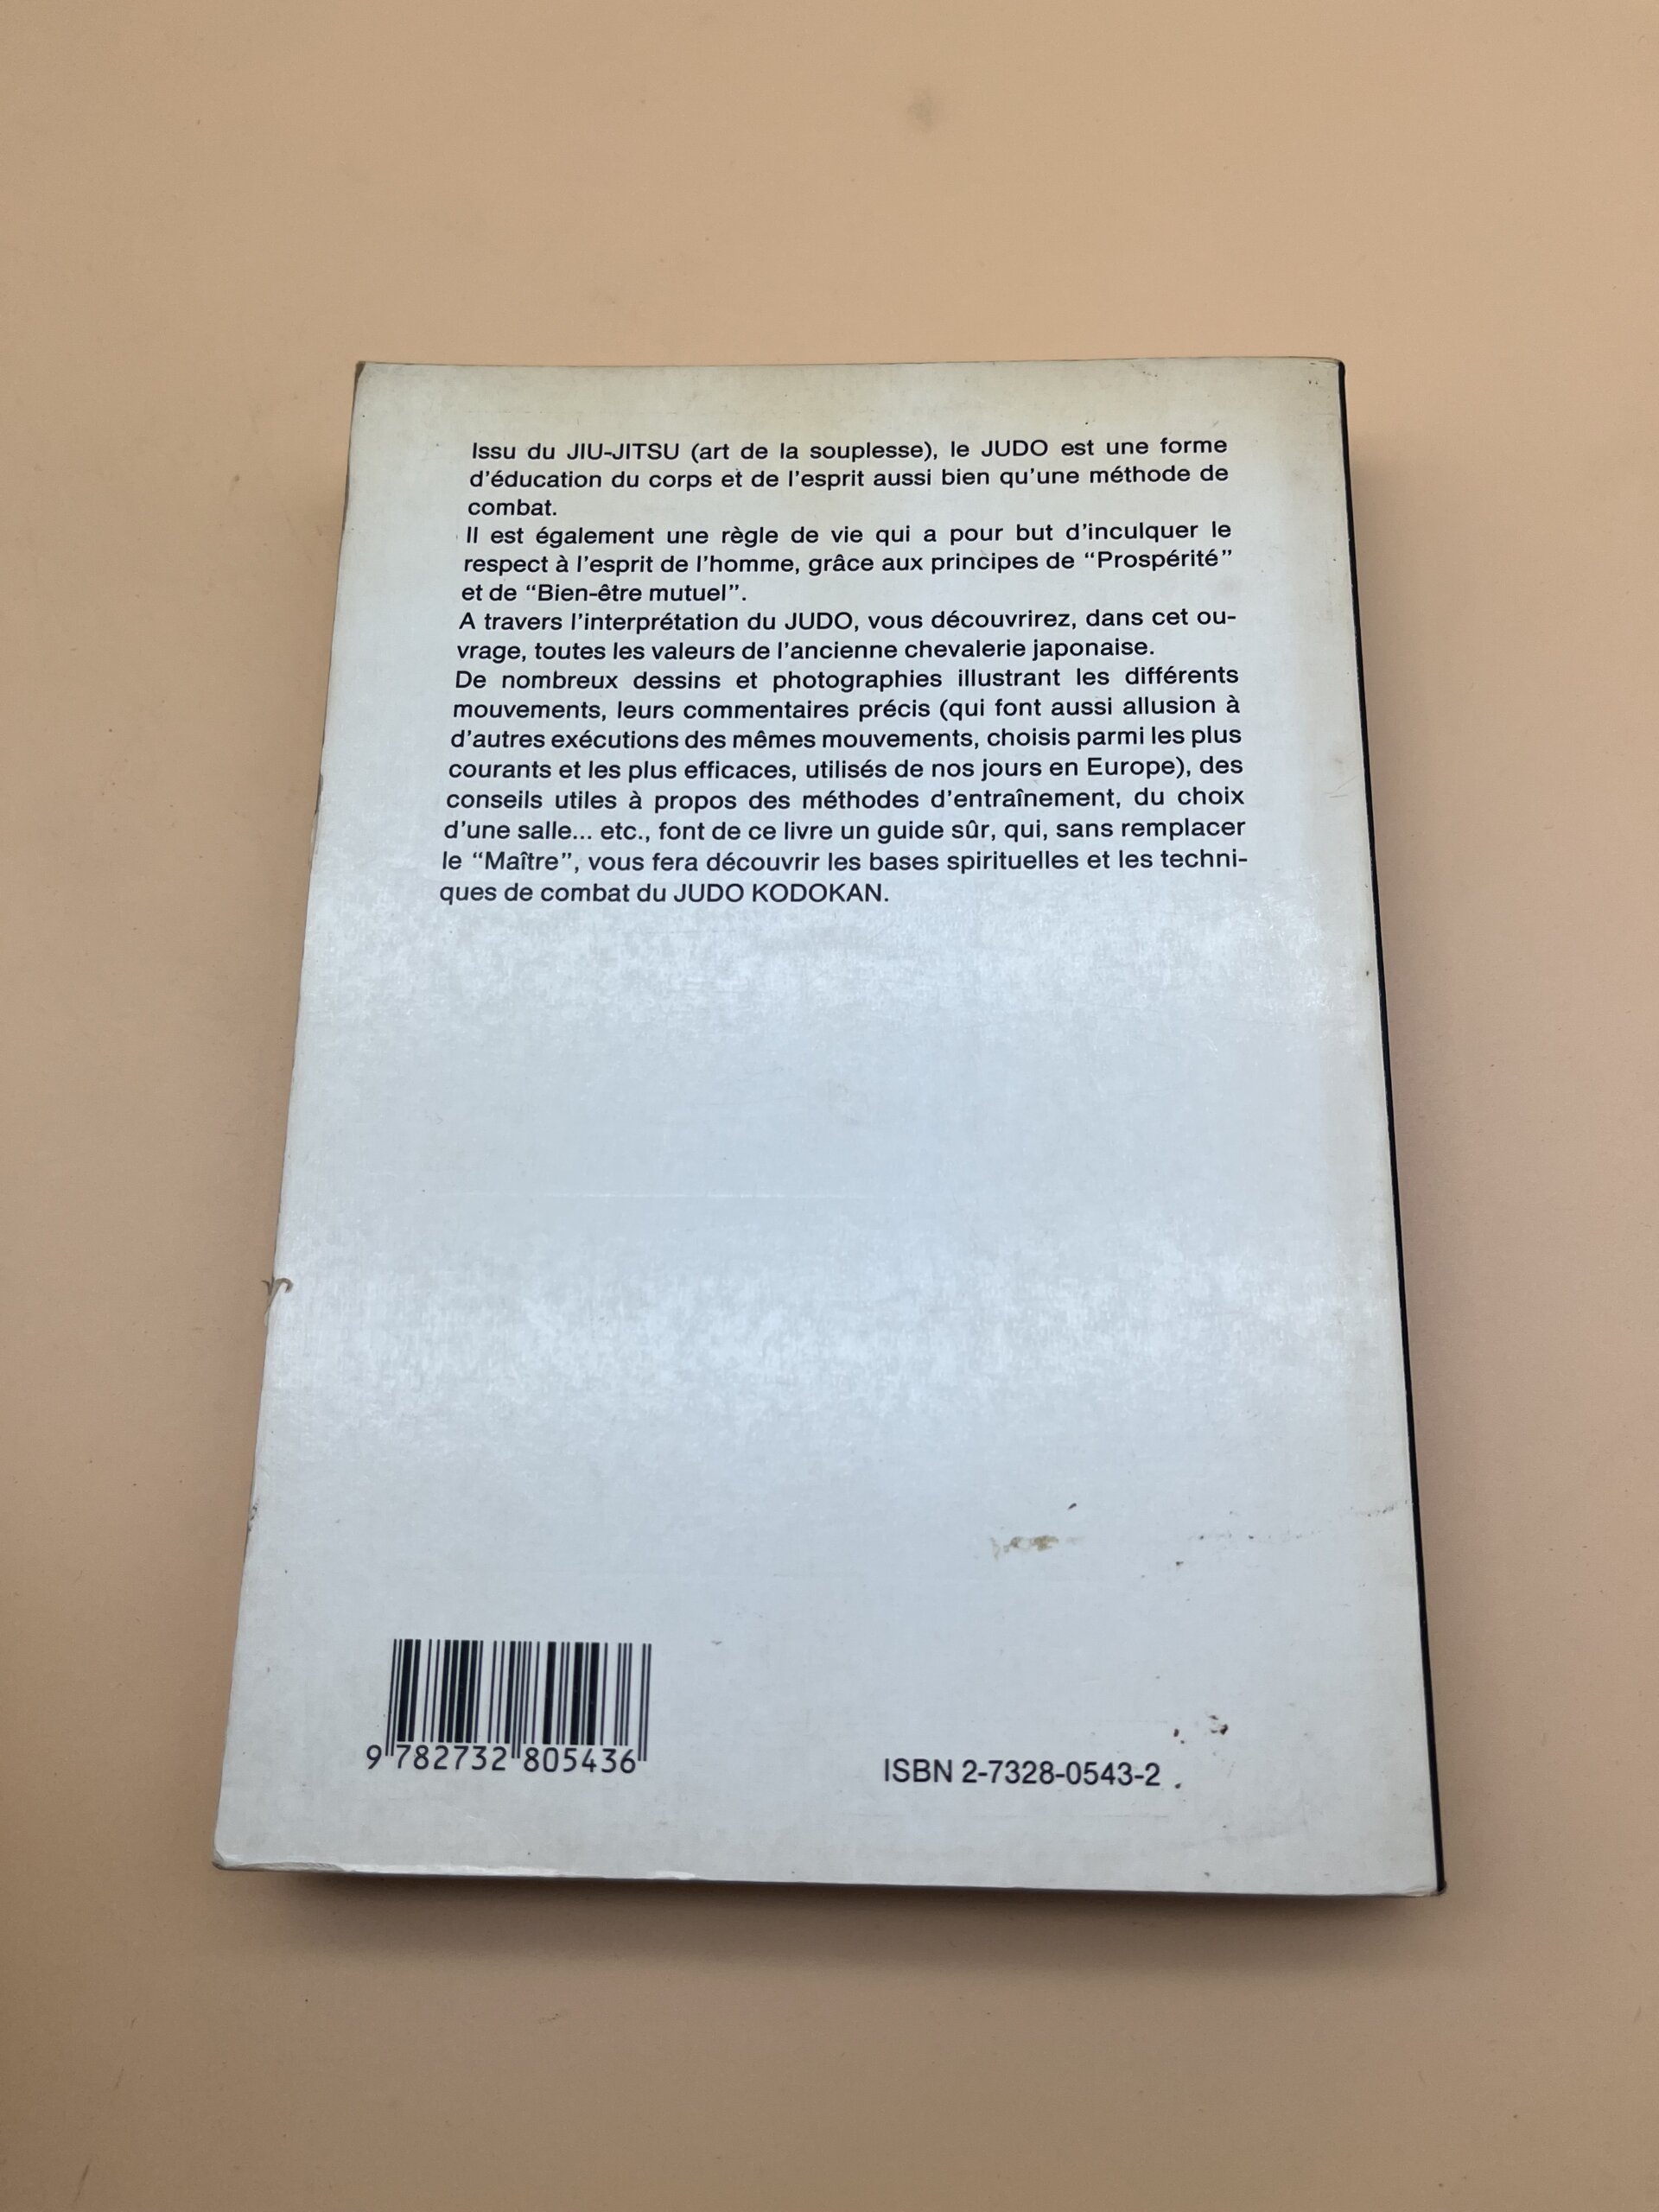 Issu du JIU-JITSU (art de la souplesse), le JUDO est une forme
d'éducation du corps et de l'esprit aussi bien qu'une méthode de
combat.
Il est également une règle de vie qui a pour but d'inculquer le
respect à l'esprit de l'homme, grâce aux principes de “Prospérité”
et de “Bien-être mutuel”.
A travers l'interprétation du JUDO, vous découvrirez, dans cet ou-
vrage, toutes les valeurs de l'ancienne chevalerie japonaise.
De nombreux dessins et photographies illustrant les différents
mouvements, leurs commentaires précis (qui font aussi allusion à
d'autres exécutions des mêmes mouvements, choisis parmi les plus
courants et les plus efficaces, utilisés de nos jours en Europe), des
conseils utiles à propos des méthodes d'entraînement, du choix
d'une salle... etc., font de ce livre un guide sûr, qui, sans remplacer
le “Maître”, vous fera découvrir les bases spirituelles et les techni-
ques de combat du JUDO KODOKAN.
9 782732 805436
ISBN 2-7328-0543-2